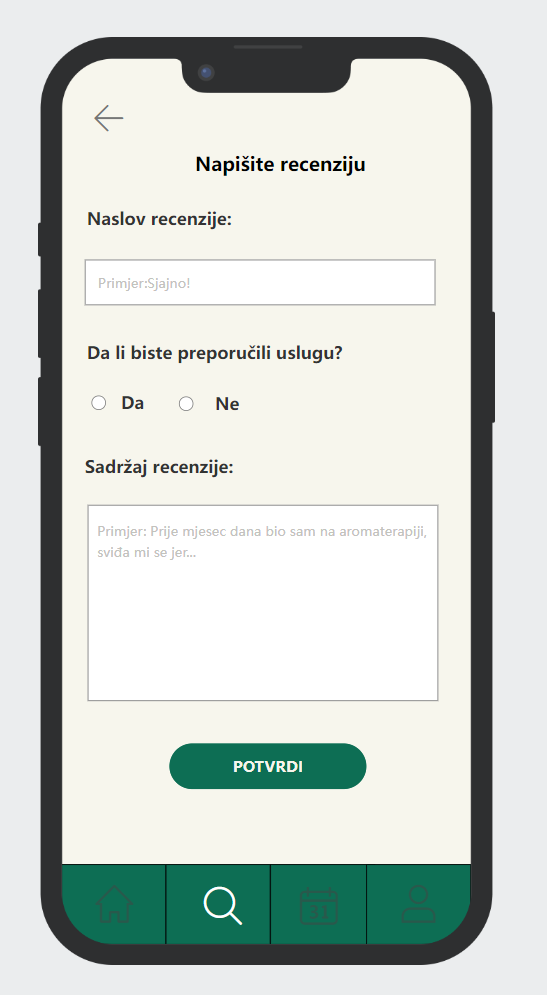 Napišite recenziju
Naslov recenzije:
Primjer:Sjajno!
Da li biste preporučili uslugu?
Da Ne
Sadržaj recenzije:
Primjer: Prije mjesec dana bio sam na aromaterapiji,
sviđa mi se jer...
POTVRDI
31